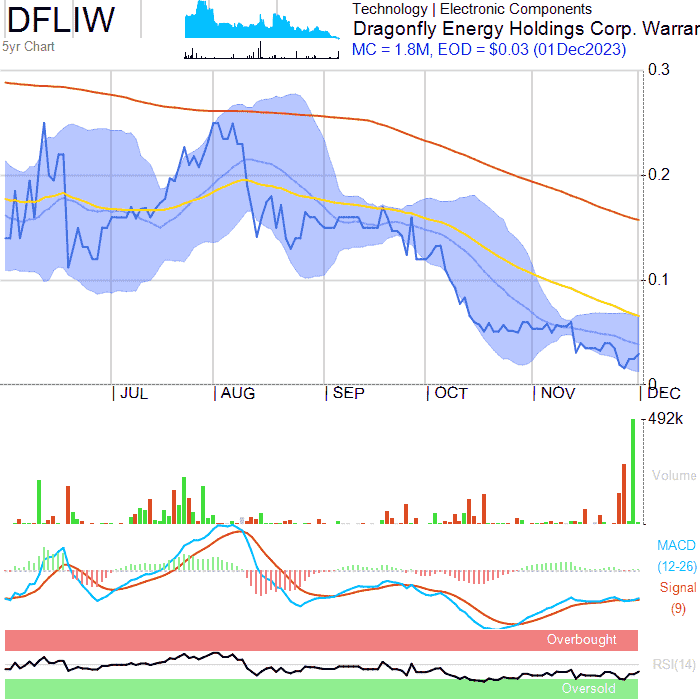 DFLIW
5yr Chart
Technology | Electronic Components
Dragonfly Energy Holdings Corp. Warran
MC = 1.8M, EOD = $0.03 (01Dec2023)
0.3
0.2
0.1
0
JUL AUG SEP OCT NOV DEC
492k
Volume
MACD
(12-26)
Signal
(9)
Overbought
RSI(14)
Oversold